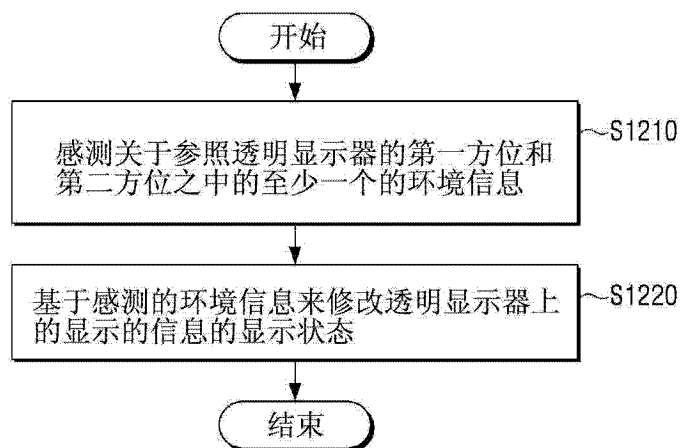 开始
感测关于参照透明显示器的第一方位和
第二方位之中的至少一个的环境信息
S1210
基于感测的环境信息来修改透明显示器上
的显示的信息的显示状态
S1220
结束